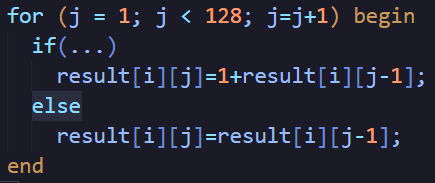 for (j = 1; j < 128; j=j+1) begin
if(...)
result[i][j]=1+result[i][j-1];
else
result[i][j]=result[i][j-1];
end